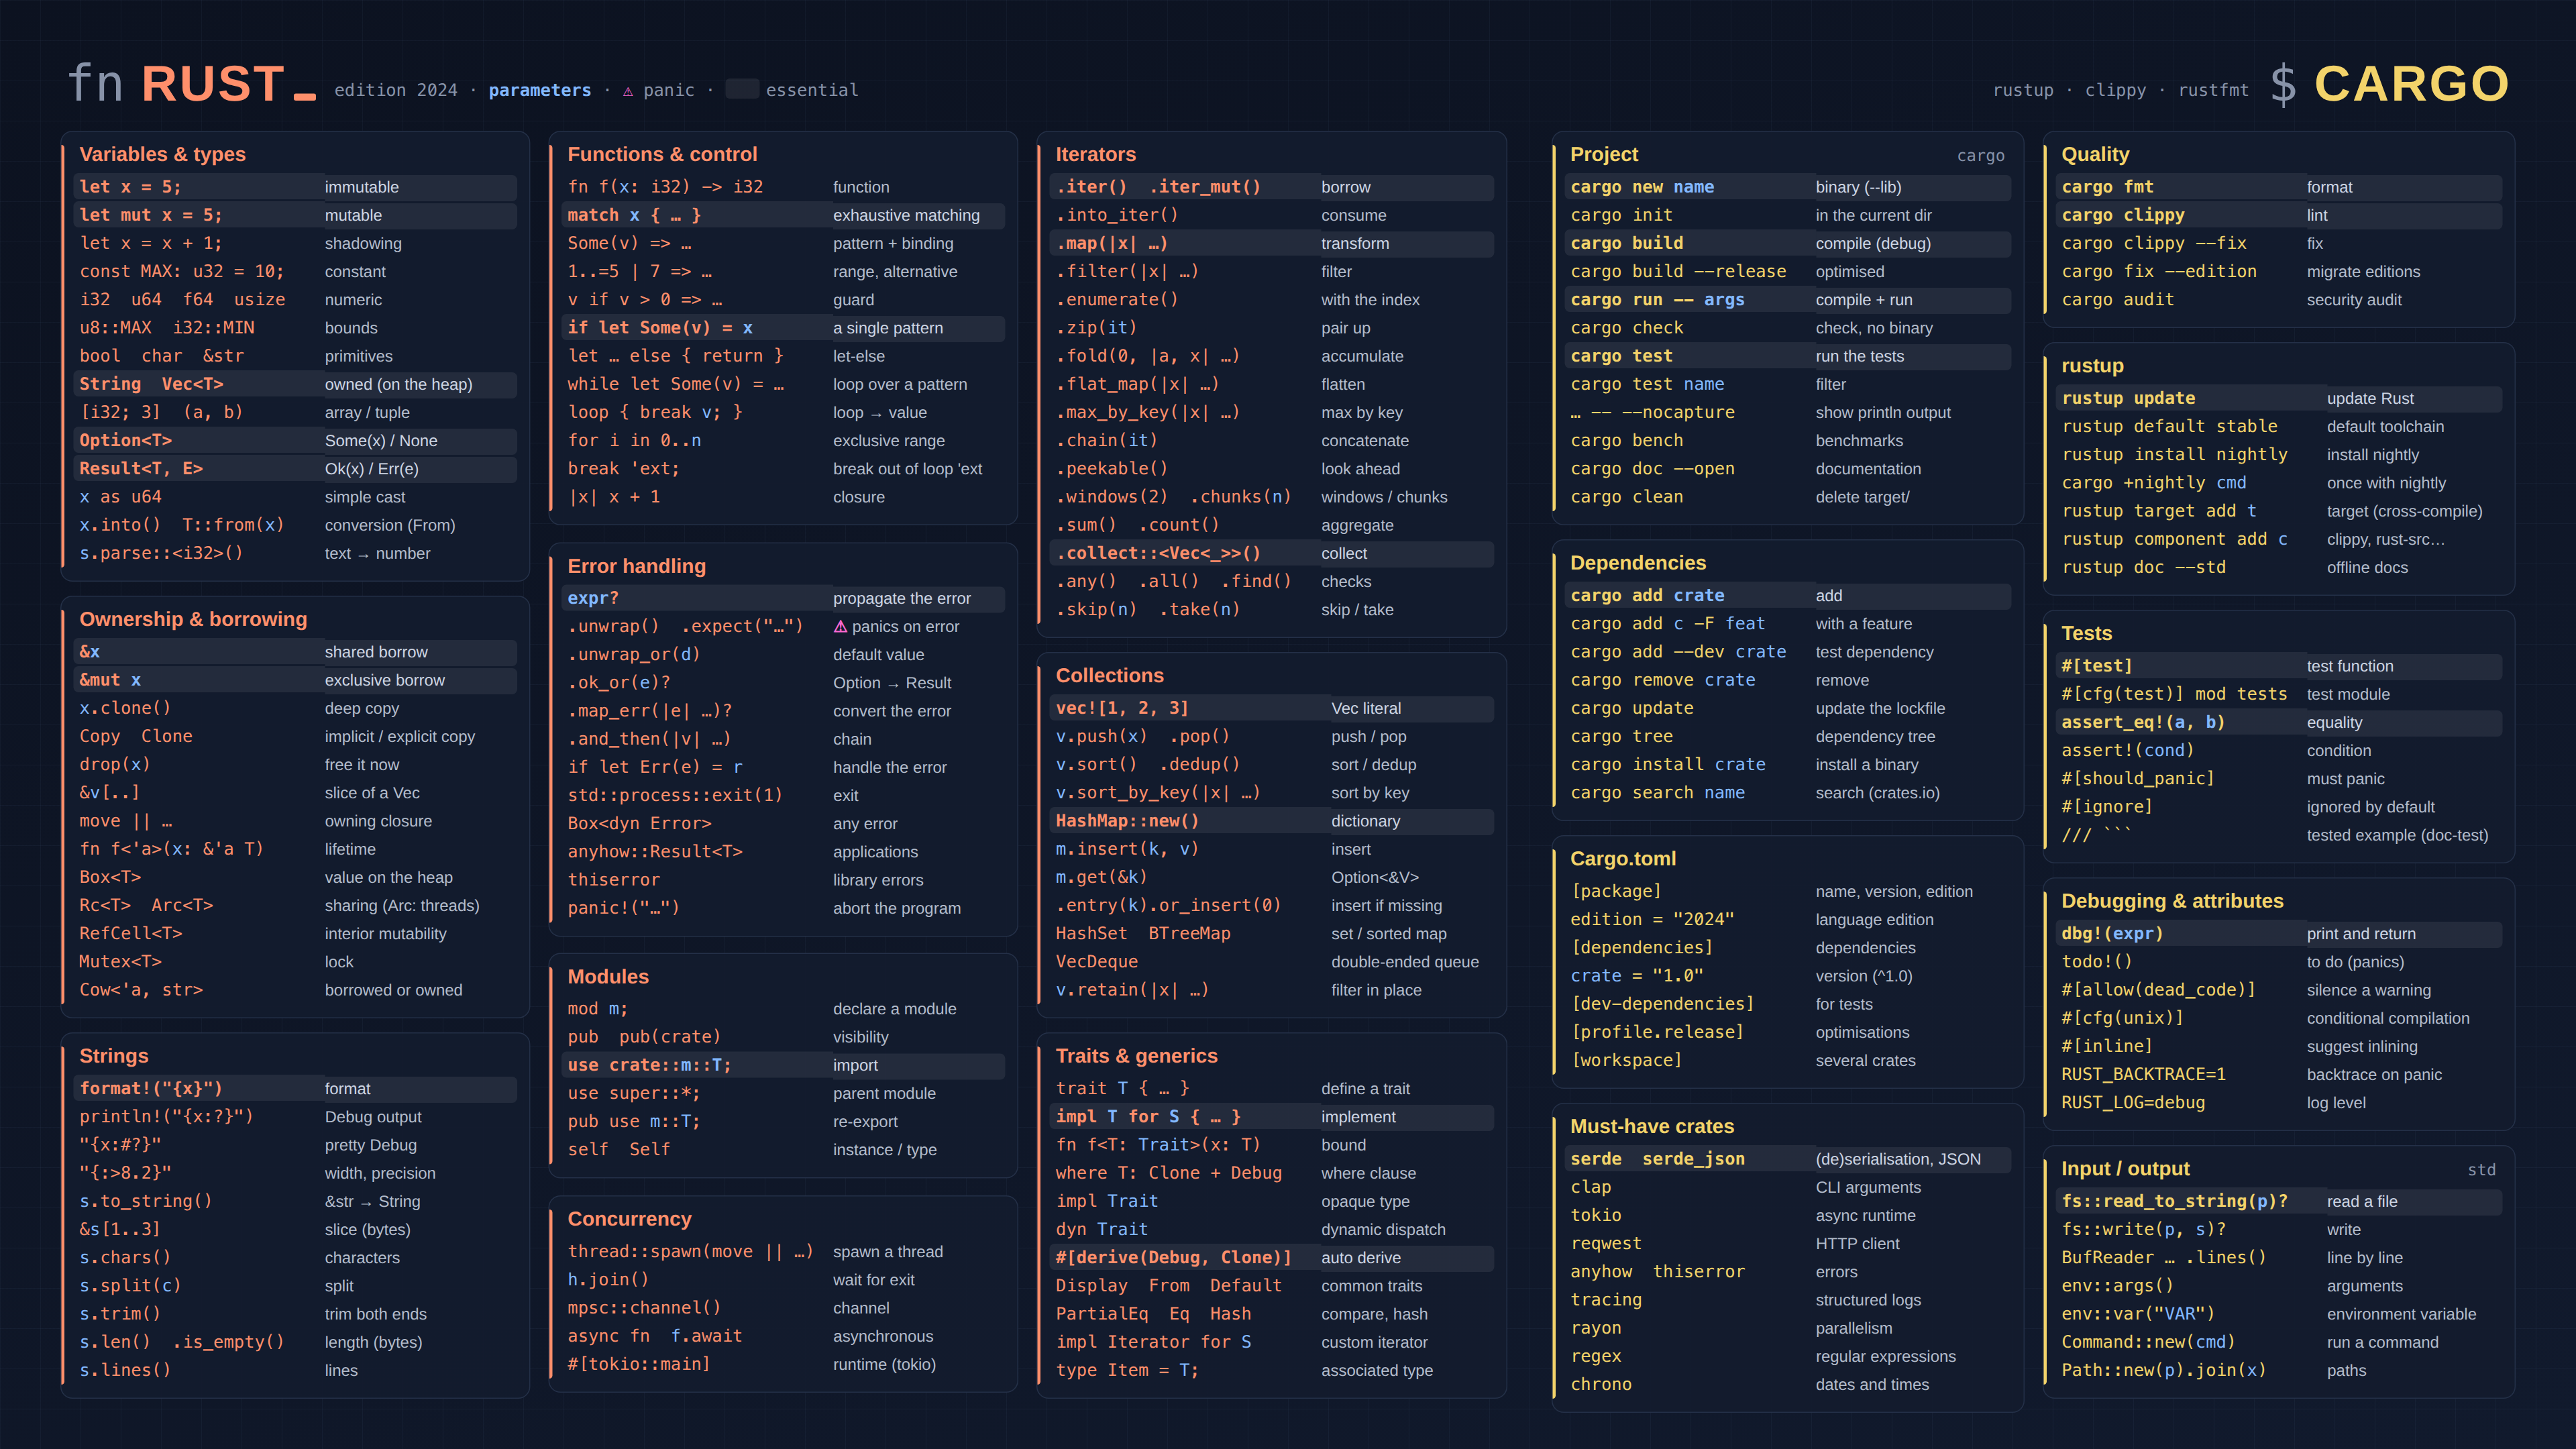 fn RUST_ edition 2024 · parameters · ⚠ panic · essential
rustup · clippy · rustfmt $ CARGO
Variables & types
let x = 5; immutable
let mut x = 5; mutable
let x = x + 1; shadowing
const MAX: u32 = 10; constant
i32 u64 f64 usize numeric
u8::MAX i32::MIN bounds
bool char &str primitives
String Vec<T> owned (on the heap)
[i32; 3] (a, b) array / tuple
Option<T> Some(x) / None
Result<T, E> Ok(x) / Err(e)
x as u64 simple cast
x.into() T::from(x) conversion (From)
s.parse::<i32>() text → number
Ownership & borrowing
&x shared borrow
&mut x exclusive borrow
x.clone() deep copy
Copy Clone implicit / explicit copy
drop(x) free it now
&v[..] slice of a Vec
move || … owning closure
fn f<'a>(x: &'a T) lifetime
Box<T> value on the heap
Rc<T> Arc<T> sharing (Arc: threads)
RefCell<T> interior mutability
Mutex<T> lock
Cow<'a, str> borrowed or owned
Strings
format!("{x}") format
println!("{x:?}") Debug output
"{x:#?}" pretty Debug
"{:>8.2}" width, precision
s.to_string() &str → String
&s[1..3] slice (bytes)
s.chars() characters
s.split(c) split
s.trim() trim both ends
s.len() .is_empty() length (bytes)
s.lines() lines
Functions & control
fn f(x: i32) -> i32 function
match x { … } exhaustive matching
Some(v) => … pattern + binding
1..=5 | 7 => … range, alternative
v if v > 0 => … guard
if let Some(v) = x a single pattern
let … else { return } let-else
while let Some(v) = … loop over a pattern
loop { break v; } loop → value
for i in 0..n exclusive range
break 'ext; break out of loop 'ext
|x| x + 1 closure
Error handling
expr? propagate the error
.unwrap() .expect("…") ⚠ panics on error
.unwrap_or(d) default value
.ok_or(e)? Option → Result
.map_err(|e| …)? convert the error
.and_then(|v| …) chain
if let Err(e) = r handle the error
std::process::exit(1) exit
Box<dyn Error> any error
anyhow::Result<T> applications
thiserror library errors
panic!("…") abort the program
Modules
mod m; declare a module
pub pub(crate) visibility
use crate::m::T; import
use super::*; parent module
pub use m::T; re-export
self Self instance / type
Concurrency
thread::spawn(move || …) spawn a thread
h.join() wait for exit
mpsc::channel() channel
async fn f.await asynchronous
#[tokio::main] runtime (tokio)
Iterators
.iter() .iter_mut() borrow
.into_iter() consume
.map(|x| …) transform
.filter(|x| …) filter
.enumerate() with the index
.zip(it) pair up
.fold(0, |a, x| …) accumulate
.flat_map(|x| …) flatten
.max_by_key(|x| …) max by key
.chain(it) concatenate
.peekable() look ahead
.windows(2) .chunks(n) windows / chunks
.sum() .count() aggregate
.collect::<Vec<_>>() collect
.any() .all() .find() checks
.skip(n) .take(n) skip / take
Collections
vec![1, 2, 3] Vec literal
v.push(x) .pop() push / pop
v.sort() .dedup() sort / dedup
v.sort_by_key(|x| …) sort by key
HashMap::new() dictionary
m.insert(k, v) insert
m.get(&k) Option<&V>
.entry(k).or_insert(0) insert if missing
HashSet BTreeMap set / sorted map
VecDeque double-ended queue
v.retain(|x| …) filter in place
Traits & generics
trait T { … } define a trait
impl T for S { … } implement
fn f<T: Trait>(x: T) bound
where T: Clone + Debug where clause
impl Trait opaque type
dyn Trait dynamic dispatch
#[derive(Debug, Clone)] auto derive
Display From Default common traits
PartialEq Eq Hash compare, hash
impl Iterator for S custom iterator
type Item = T; associated type
Project cargo
cargo new name binary (--lib)
cargo init in the current dir
cargo build compile (debug)
cargo build --release optimised
cargo run -- args compile + run
cargo check check, no binary
cargo test run the tests
cargo test name filter
… -- --nocapture show println output
cargo bench benchmarks
cargo doc --open documentation
cargo clean delete target/
Dependencies
cargo add crate add
cargo add c -F feat with a feature
cargo add --dev crate test dependency
cargo remove crate remove
cargo update update the lockfile
cargo tree dependency tree
cargo install crate install a binary
cargo search name search (crates.io)
Cargo.toml
[package] name, version, edition
edition = "2024" language edition
[dependencies] dependencies
crate = "1.0" version (^1.0)
[dev-dependencies] for tests
[profile.release] optimisations
[workspace] several crates
Must-have crates
serde serde_json (de)serialisation, JSON
clap CLI arguments
tokio async runtime
reqwest HTTP client
anyhow thiserror errors
tracing structured logs
rayon parallelism
regex regular expressions
chrono dates and times
Quality
cargo fmt format
cargo clippy lint
cargo clippy --fix fix
cargo fix --edition migrate editions
cargo audit security audit
rustup
rustup update update Rust
rustup default stable default toolchain
rustup install nightly install nightly
cargo +nightly cmd once with nightly
rustup target add t target (cross-compile)
rustup component add c clippy, rust-src…
rustup doc --std offline docs
Tests
#[test] test function
#[cfg(test)] mod tests test module
assert_eq!(a, b) equality
assert!(cond) condition
#[should_panic] must panic
#[ignore] ignored by default
/// ``` tested example (doc-test)
Debugging & attributes
dbg!(expr) print and return
todo!() to do (panics)
#[allow(dead_code)] silence a warning
#[cfg(unix)] conditional compilation
#[inline] suggest inlining
RUST_BACKTRACE=1 backtrace on panic
RUST_LOG=debug log level
Input / output std
fs::read_to_string(p)? read a file
fs::write(p, s)? write
BufReader … .lines() line by line
env::args() arguments
env::var("VAR") environment variable
Command::new(cmd) run a command
Path::new(p).join(x) paths